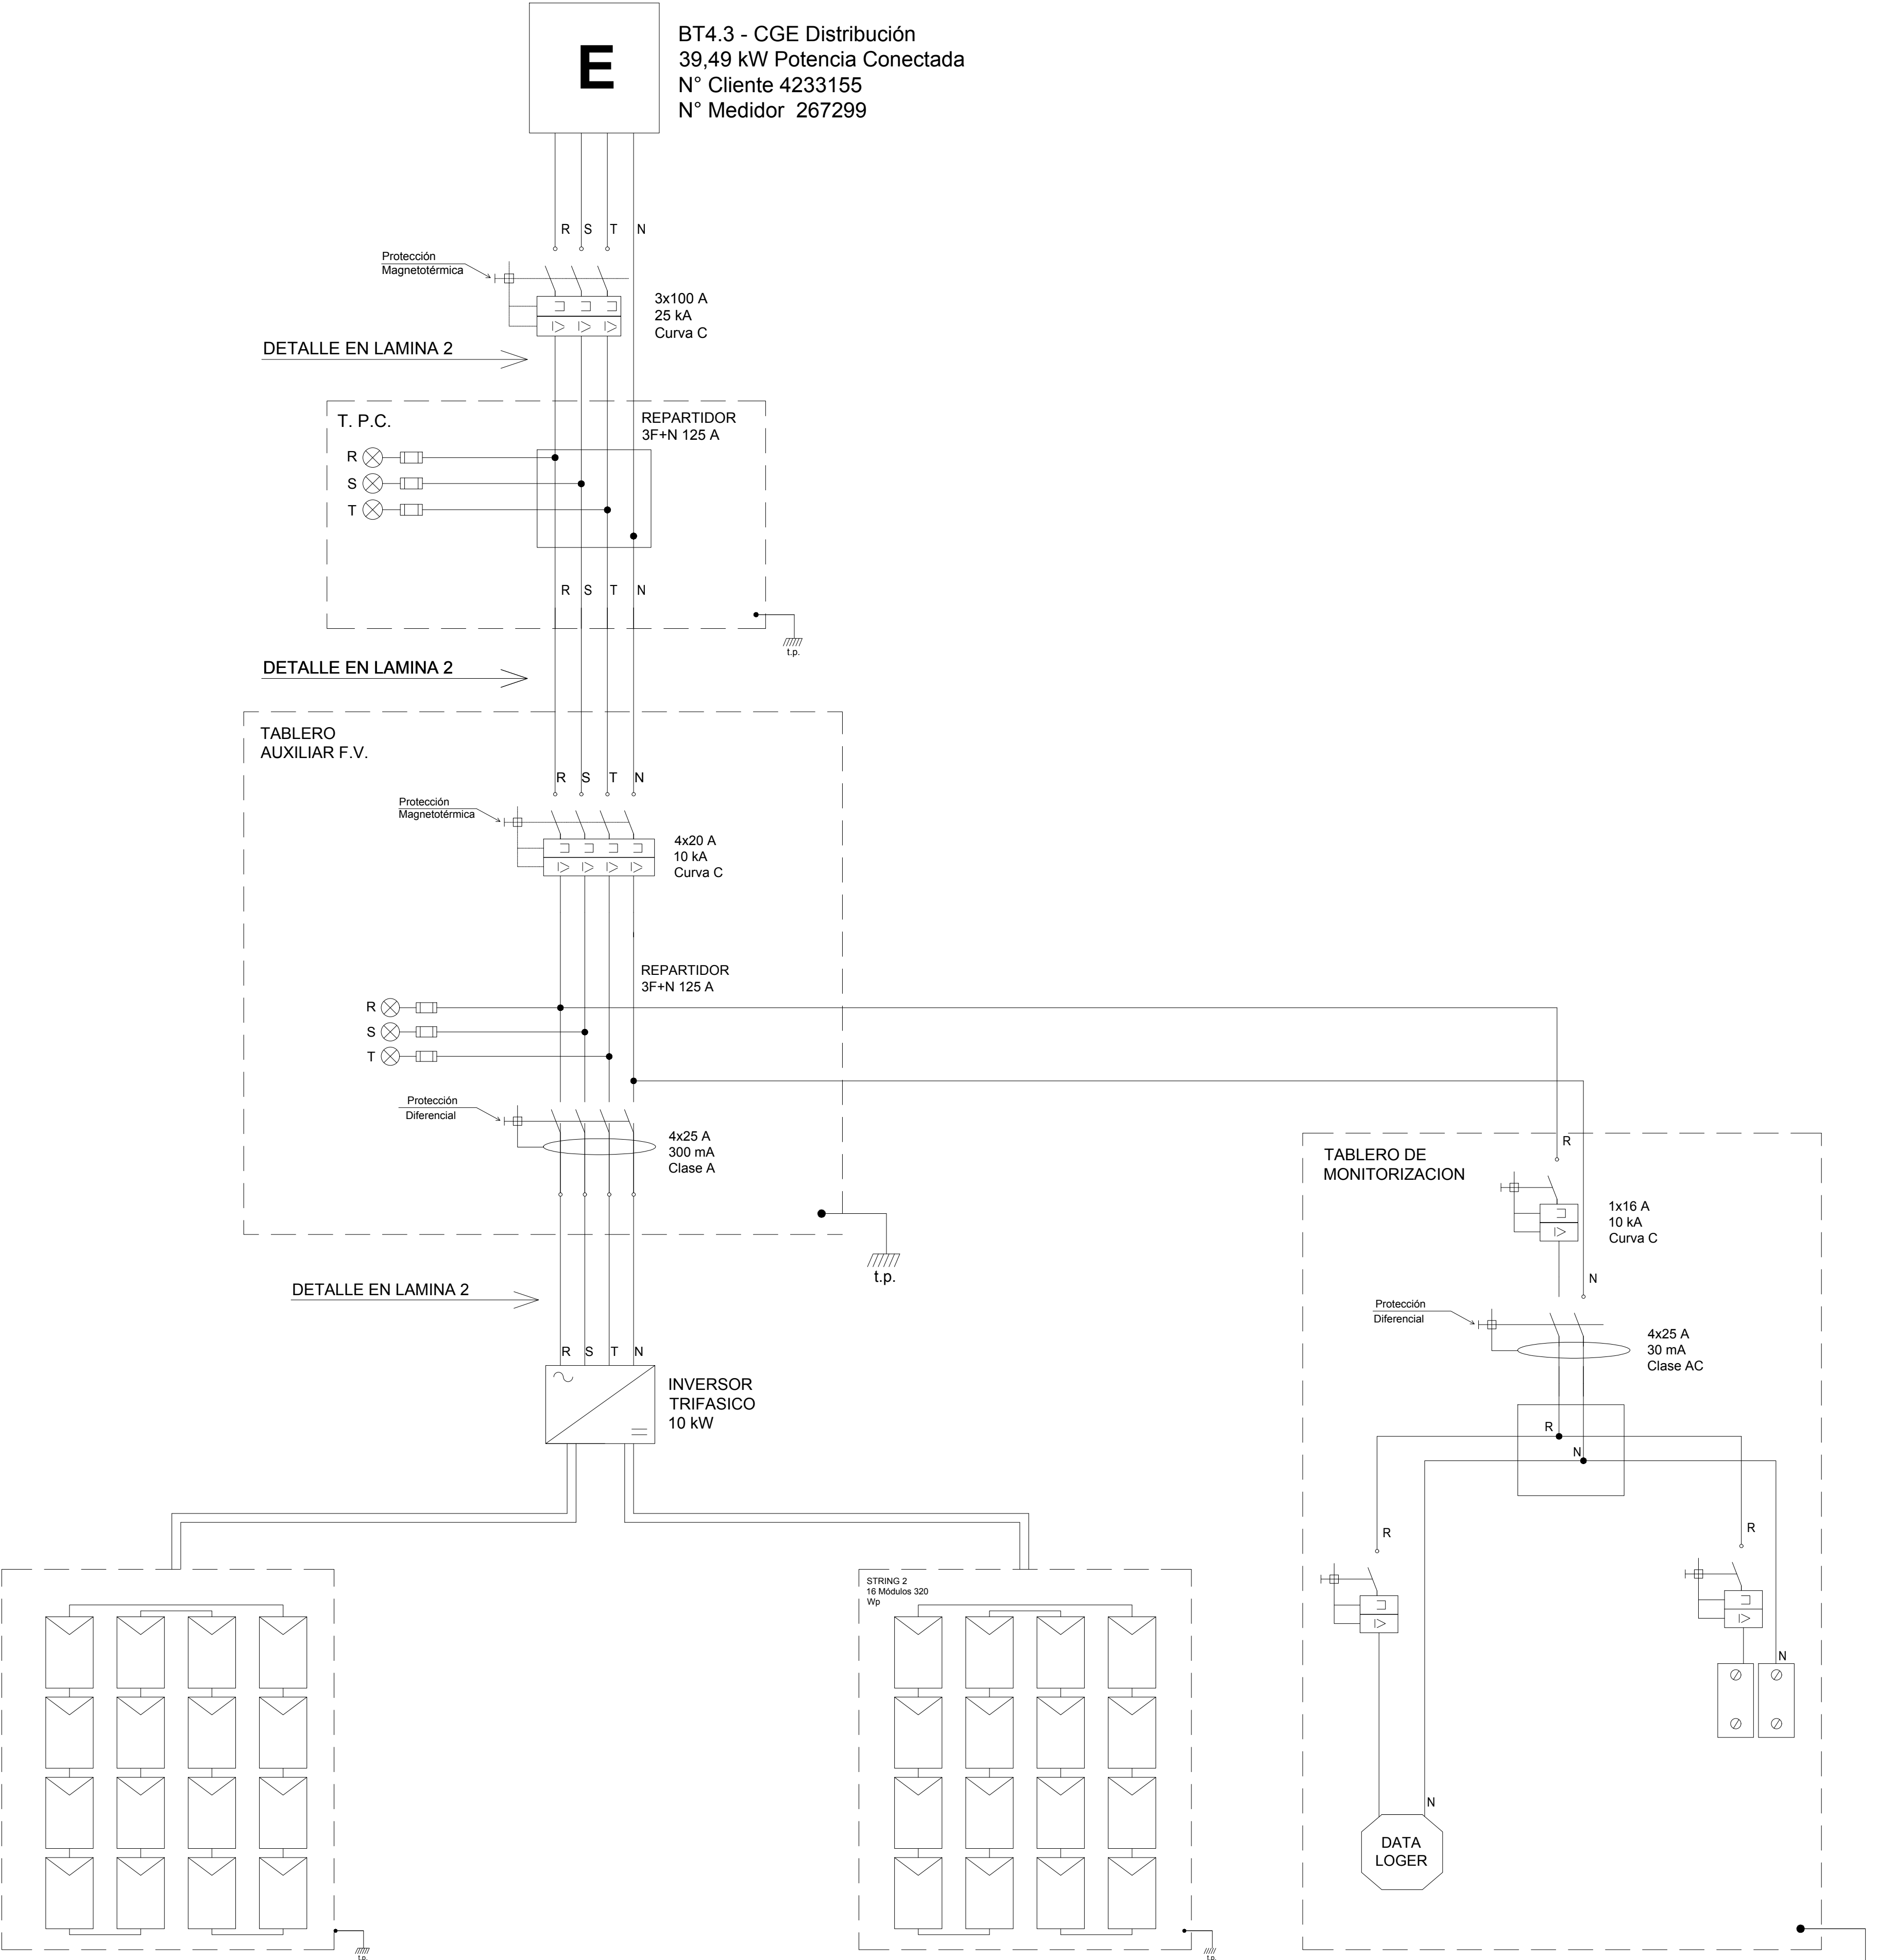 E
BT4.3 - CGE Distribución
39,49 kW Potencia Conectada
N° Cliente 4233155
N° Medidor 267299
R S T N
Protección
Magnetotérmica
3x100 A
25 kA
Curva C
DETALLE EN LAMINA 2
T. P.C.
REPARTIDOR
3F+N 125 A
R
S
T
R S T N
t.p.
DETALLE EN LAMINA 2
TABLERO
AUXILIAR F.V.
R S T N
Protección
Magnetotérmica
4x20 A
10 kA
Curva C
REPARTIDOR
3F+N 125 A
R
S
T
Protección
Diferencial
4x25 A
300 mA
Clase A
t.p.
DETALLE EN LAMINA 2
R S T N
INVERSOR
TRIFASICO
10 kW
STRING 2
16 Módulos 320
Wp
t.p.
t.p.
TABLERO DE
MONITORIZACION
R
1x16 A
10 kA
Curva C
N
Protección
Diferencial
4x25 A
30 mA
Clase AC
R
N
R
R
N
N
DATA
LOGER